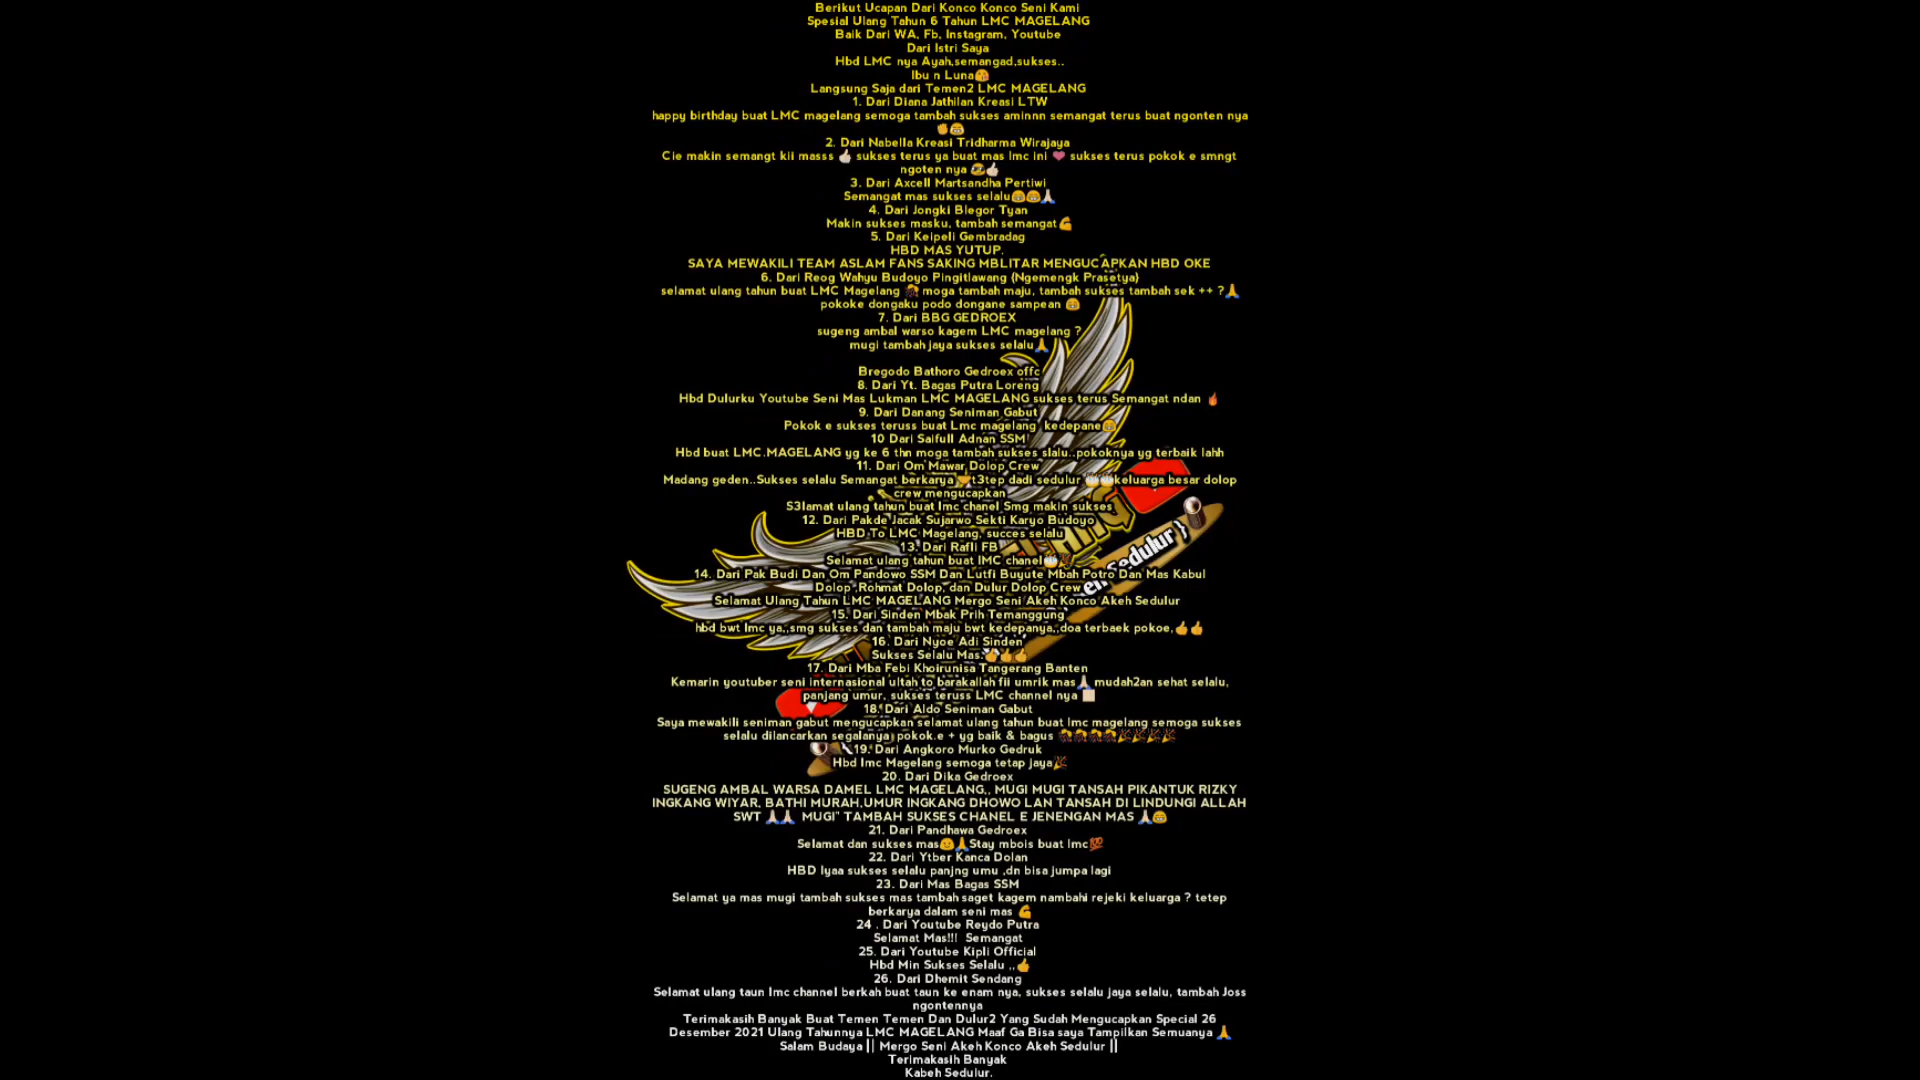 Berikut Ucapan Dari Konco Konco Seni Kami
Spesial Ulang Tahun 6 Tahun LMC MAGELANG
Baik Dari WA, Fb, Instagram, Youtube
Dari Istri Saya
Hbd LMC nya Ayah,semangad,sukses..
Ibu n Luna😘
Langsung Saja dari Temen2 LMC MAGELANG
1. Dari Diana Jathilan Kreasi LTW
happy birthday buat LMC magelang semoga tambah sukses aminnn semangat terus buat ngonten nya
✊😁
2. Dari Nabella Kreasi Tridharma Wirajaya
Cie makin semangt kii masss 👍🏻 sukses terus ya buat mas lmc ini ❤ sukses terus pokok e smngt
ngoten nya 👍🏻
3. Dari Axcell Martsandha Pertiwi
Semangat mas sukses selalu😁😁🙏🏻
4. Dari Jongki Blegor Tyan
Makin sukses masku, tambah semangat💪
5. Dari Keipeli Gembradag
HBD MAS YUTUP.
SAYA MEWAKILI TEAM ASLAM FANS SAKING MBLITAR MENGUCAPKAN HBD OKE
6. Dari Reog Wahyu Budoyo Pingitlawang (Ngemengk Prasetya)
selamat ulang tahun buat LMC Magelang 🎊 moga tambah maju, tambah sukses tambah sek ++ ?🙏
pokoke dongaku podo dongane sampean 😁
7. Dari BBG GEDROEX
sugeng ambal warso kagem LMC magelang ?
mugi tambah jaya sukses selalu🙏
Bregodo Bathoro Gedroex offc
8. Dari Yt. Bagas Putra Loreng
Hbd Dulurku Youtube Seni Mas Lukman LMC MAGELANG sukses terus Semangat ndan 🔥
9. Dari Danang Seniman Gabut
Pokok e sukses teruss buat Lmc magelang kedepane😁
10 Dari Saifull Adnan SSM
Hbd buat LMC.MAGELANG yg ke 6 thn moga tambah sukses slalu..pokoknya yg terbaik lahh
11. Dari Om Mawar Dolop Crew
Madang geden..Sukses selalu Semangat berkarya 🤝t3tep dadi sedulur 🎂🎂keluarga besar dolop
crew mengucapkan
S3lamat ulang tahun buat lmc chanel Smg makin sukses
12. Dari Pakde Jacak Sujarwo Sekti Karyo Budoyo
HBD To LMC Magelang, succes selalu
13. Dari Rafli FB
Selamat ulang tahun buat lMC chanel🎂🎉
14. Dari Pak Budi Dan Om Pandowo SSM Dan Lutfi Buyute Mbah Potro Dan Mas Kabul
Dolop ,Rohmat Dolop, dan Dulur Dolop Crew
Selamat Ulang Tahun LMC MAGELANG Mergo Seni Akeh Konco Akeh Sedulur
15. Dari Sinden Mbak Prih Temanggung
hbd bwt lmc ya,,smg sukses dan tambah maju bwt kedepanya,,doa terbaek pokoe,👍👍
16. Dari Nyoe Adi Sinden
Sukses Selalu Mas.👍👍👍
17. Dari Mba Febi Khoirunisa Tangerang Banten
Kemarin youtuber seni internasional ultah to barakallah fii umrik mas🙏🏻 mudah2an sehat selalu,
panjang umur, sukses teruss LMC channel nya 🏻
18. Dari Aldo Seniman Gabut
Saya mewakili seniman gabut mengucapkan selamat ulang tahun buat lmc magelang semoga sukses
selalu dilancarkan segalanya pokok.e + yg baik & bagus 🎊🎊🎊🎊🎉🎉🎉🎉
19. Dari Angkoro Murko Gedruk
Hbd lmc Magelang semoga tetap jaya🎉
20. Dari Dika Gedroex
SUGENG AMBAL WARSA DAMEL LMC MAGELANG,, MUGI MUGI TANSAH PIKANTUK RIZKY
INGKANG WIYAR, BATHI MURAH,UMUR INGKANG DHOWO LAN TANSAH DI LINDUNGI ALLAH
SWT 🙏🏻🙏🏻 MUGI" TAMBAH SUKSES CHANEL E JENENGAN MAS 🙏🏻😁
21. Dari Pandhawa Gedroex
Selamat dan sukses mas🙂🙏Stay mbois buat lmc💯
22. Dari Ytber Kanca Dolan
HBD Iyaa sukses selalu panjng umu ,dn bisa jumpa lagi
23. Dari Mas Bagas SSM
Selamat ya mas mugi tambah sukses mas tambah saget kagem nambahi rejeki keluarga ? tetep
berkarya dalam seni mas 💪
24 . Dari Youtube Reydo Putra
Selamat Mas!!! Semangat
25. Dari Youtube Kipli Official
Hbd Min Sukses Selalu ,,👍
26. Dari Dhemit Sendang
Selamat ulang taun lmc channel berkah buat taun ke enam nya, sukses selalu jaya selalu, tambah Joss
ngontennya
Terimakasih Banyak Buat Temen Temen Dan Dulur2 Yang Sudah Mengucapkan Special 26
Desember 2021 Ulang Tahunnya LMC MAGELANG Maaf Ga Bisa saya Tampilkan Semuanya 🙏
Salam Budaya || Mergo Seni Akeh Konco Akeh Sedulur ||
Terimakasih Banyak
Kabeh Sedulur.